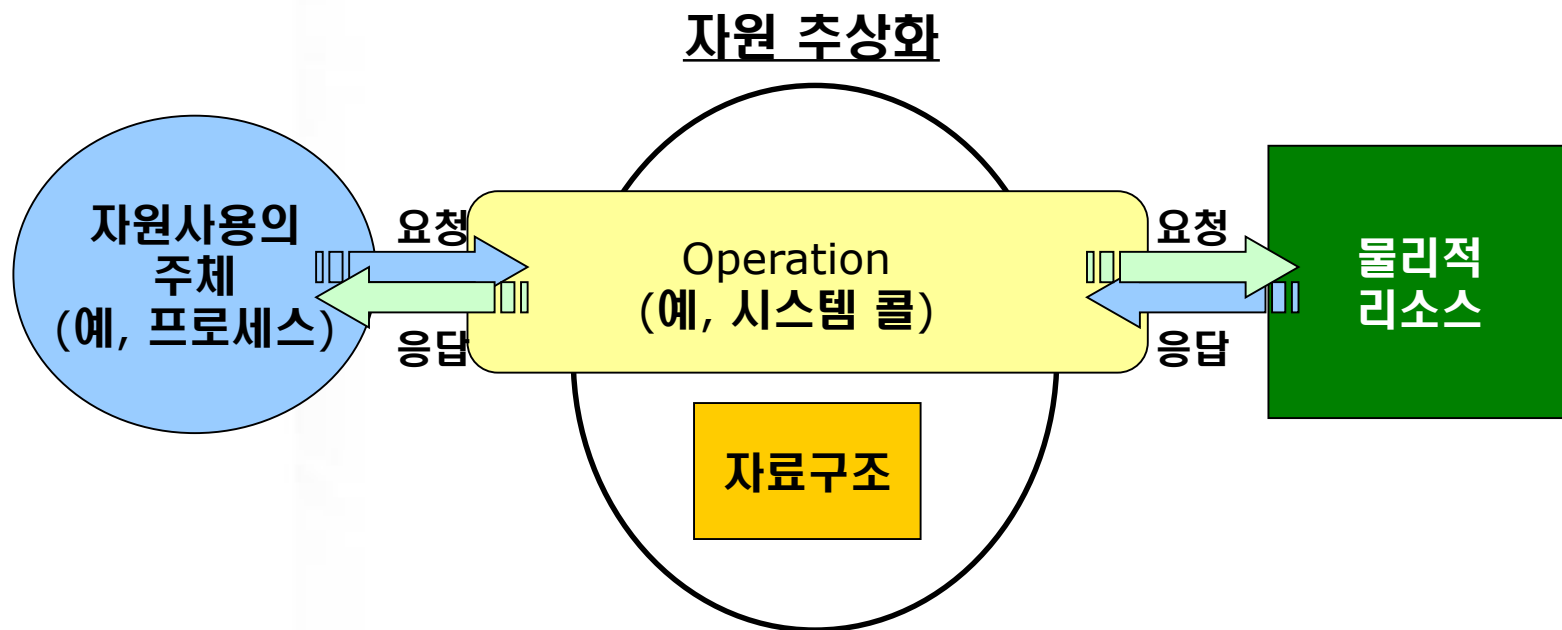 자원 추상화
자원사용의
주체
(예, 프로세스)
요청
응답
Operation
(예, 시스템 콜)
자료구조
요청
응답
물리적
리소스